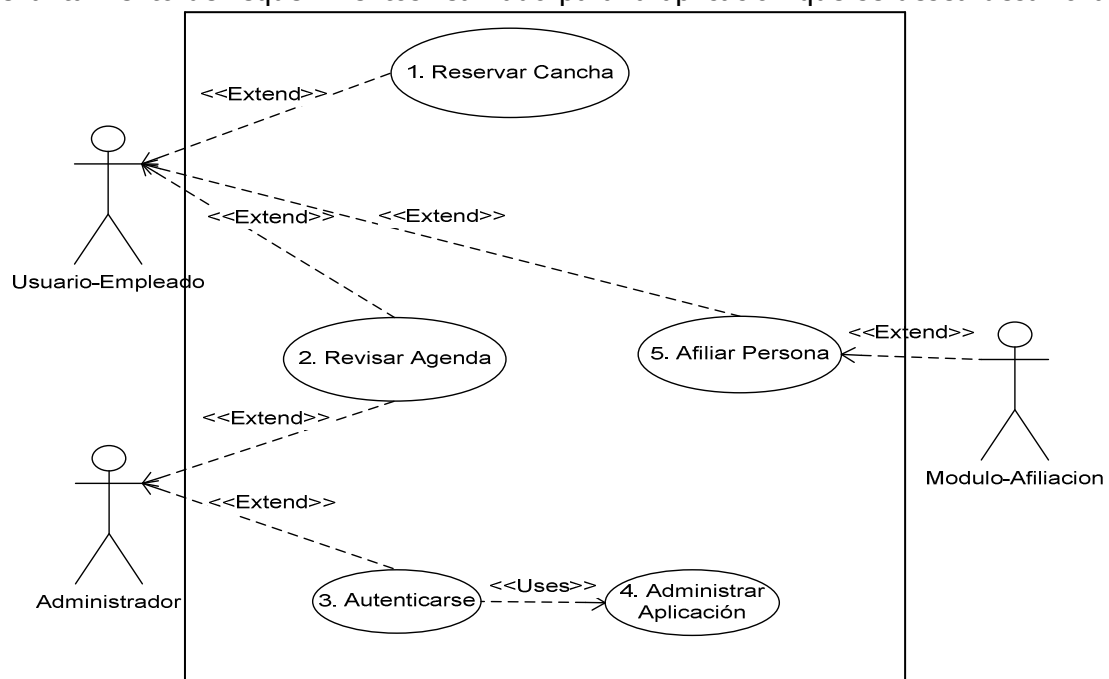 1. Reservar Cancha
<<Extend>>
<<Extend>>
<<Extend>>
Usuario-Empleado
2. Revisar Agenda
5. Afiliar Persona
<<Extend>>
<<Extend>>
Modulo-Afiliacion
<<Extend>>
Administrador
3. Autenticarse
<<Uses>>
4. Administrar
Aplicación